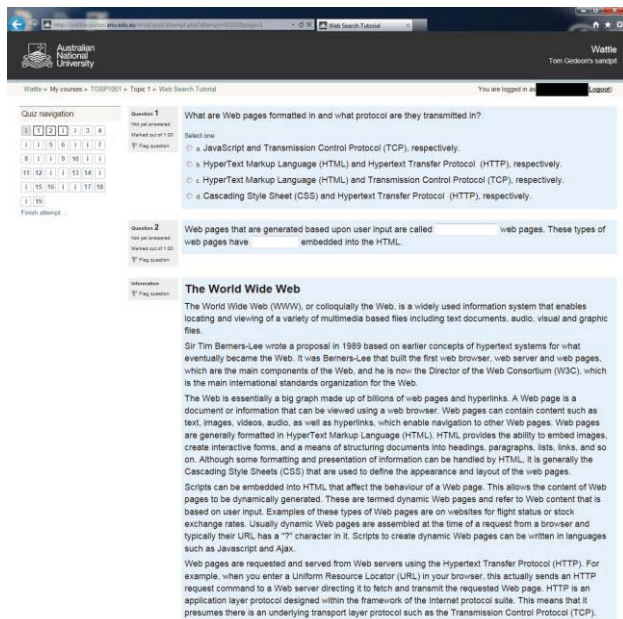 Web Search Tutorial
Australian
National
University
Wattle
Tom Gedeon's sandpit
Wattle ► My courses ► TGSP1001 ► Topic 1 ► Web Search Tutorial
You are logged in as
(Logout)
Quiz navigation
i 1 2 i i 3 4
i i 5 6 i i 7
8 i i 9 10 i i
11 12 i i 13 14 i
i 15 16 i i 17 18
i 19
Finish attempt ...
Question 1
Not yet answered
Marked out of 1.00
Flag question
What are Web pages formatted in and what protocol are they transmitted in?
Select one:
a. JavaScript and Transmission Control Protocol (TCP), respectively.
b. HyperText Markup Language (HTML) and Hypertext Transfer Protocol (HTTP), respectively.
c. HyperText Markup Language (HTML) and Transmission Control Protocol (TCP), respectively.
d. Cascading Style Sheet (CSS) and Hypertext Transfer Protocol (HTTP), respectively.
Question 2
Not yet answered
Marked out of 1.00
Flag question
Web pages that are generated based upon user input are called web pages. These types of
web pages have embedded into the HTML.
Information
Flag question
The World Wide Web
The World Wide Web (WWW), or colloquially the Web, is a widely used information system that enables
locating and viewing of a variety of multimedia based files including text documents, audio, visual and graphic
files.
Sir Tim Berners-Lee wrote a proposal in 1989 based on earlier concepts of hypertext systems for what
eventually became the Web. It was Berners-Lee that built the first web browser, web server and web pages,
which are the main components of the Web, and he is now the Director of the Web Consortium (W3C), which
is the main international standards organization for the Web.
The Web is essentially a big graph made up of billions of web pages and hyperlinks. A Web page is a
document or information that can be viewed using a web browser. Web pages can contain content such as
text, images, videos, audio, as well as hyperlinks, which enable navigation to other Web pages. Web pages
are generally formatted in HyperText Markup Language (HTML). HTML provides the ability to embed images,
create interactive forms, and a means of structuring documents into headings, paragraphs, lists, links, and so
on. Although some formatting and presentation of information can be handled by HTML, it is generally the
Cascading Style Sheets (CSS) that are used to define the appearance and layout of the web pages.
Scripts can be embedded into HTML that affect the behaviour of a Web page. This allows the content of Web
pages to be dynamically generated. These are termed dynamic Web pages and refer to Web content that is
based on user input. Examples of these types of Web pages are on websites for flight status or stock
exchange rates. Usually dynamic Web pages are assembled at the time of a request from a browser and
typically their URL has a "?" character in it. Scripts to create dynamic Web pages can be written in languages
such as Javascript and Ajax.
Web pages are requested and served from Web servers using the Hypertext Transfer Protocol (HTTP). For
example, when you enter a Uniform Resource Locator (URL) in your browser, this actually sends an HTTP
request command to a Web server directing it to fetch and transmit the requested Web page. HTTP is an
application layer protocol designed within the framework of the Internet protocol suite. This means that it
presumes there is an underlying transport layer protocol such as the Transmission Control Protocol (TCP).